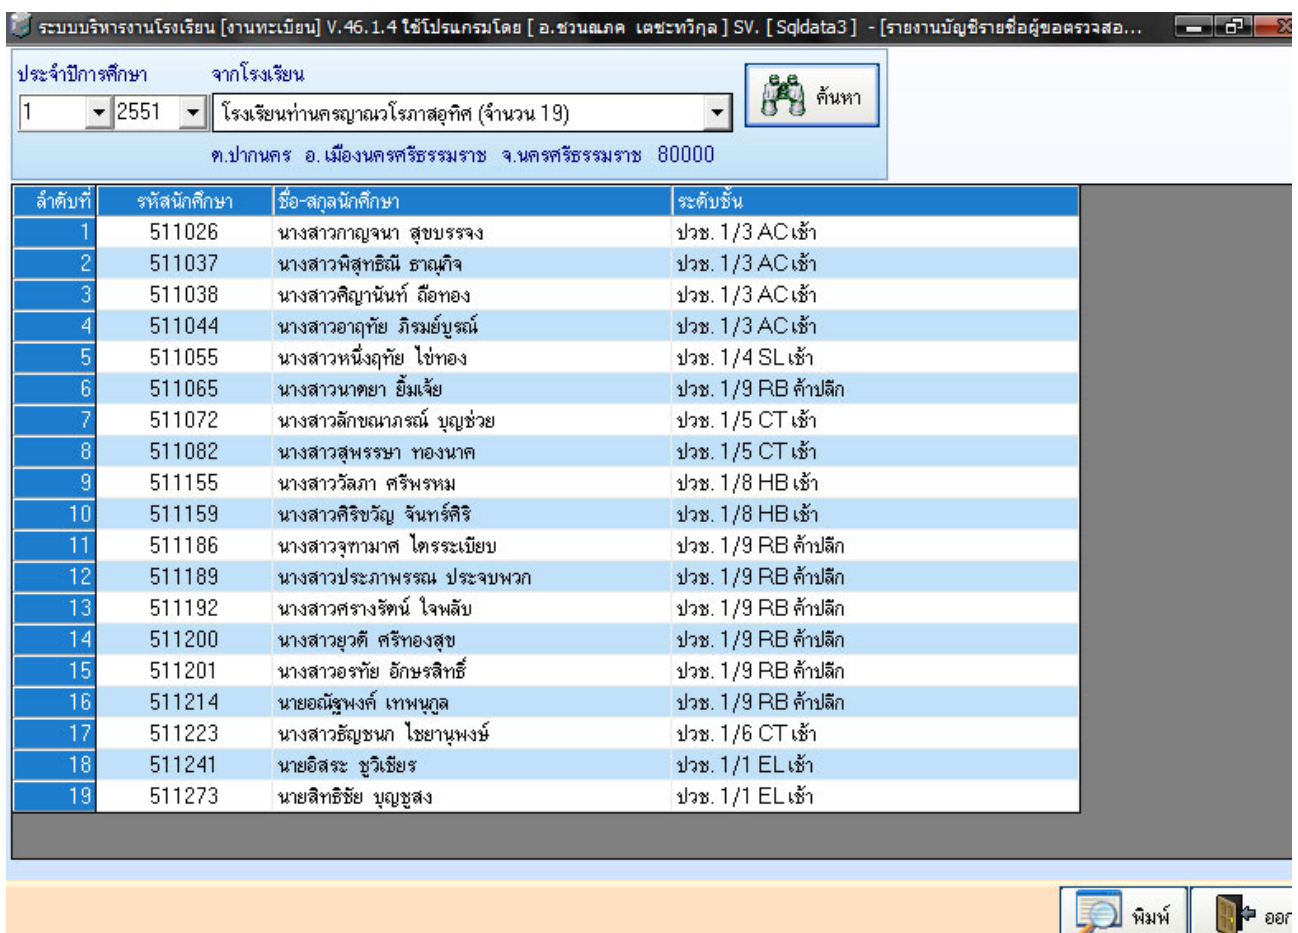 ระบบบริหารงานโรงเรียน [งานทะเบียน] V.46.1.4 ใช้โปรแกรมโดย [ อ.ชวนณภค เตชะทวีกุล ] SV. [ Sqldata3 ] - [รายงานบัญชีรายชื่อผู้ขอตรวจสอ...
ประจำปีการศึกษา จากโรงเรียน
1 2551 โรงเรียนท่านครญาณวโรภาสอุทิศ (จำนวน 19) ค้นหา
ต.ปากนคร อ.เมืองนครศรีธรรมราช จ.นครศรีธรรมราช 80000
ลำดับที่ รหัสนักศึกษา ชื่อ-สกุลนักศึกษา ระดับชั้น
1 511026 นางสาวกาญจนา สุขบรรจง ปวช. 1/3 AC เช้า
2 511037 นางสาวพิสุทธิณี ธาณุกิจ ปวช. 1/3 AC เช้า
3 511038 นางสาวศิญานันท์ ถือทอง ปวช. 1/3 AC เช้า
4 511044 นางสาวอาฤทัย ภิรมย์บูรณ์ ปวช. 1/3 AC เช้า
5 511055 นางสาวหนึ่งฤทัย ไข่ทอง ปวช. 1/4 SL เช้า
6 511065 นางสาวนาตยา ยิ้มเจ้ย ปวช. 1/9 RB ค้าปลีก
7 511072 นางสาวลักขณาภรณ์ บุญช่วย ปวช. 1/5 CT เช้า
8 511082 นางสาวสุพรรษา ทองนาค ปวช. 1/5 CT เช้า
9 511155 นางสาววัลภา ศรีพรหม ปวช. 1/8 HB เช้า
10 511159 นางสาวศิริขวัญ จันทร์ศิริ ปวช. 1/8 HB เช้า
11 511186 นางสาวจุฑามาศ ไตรระเบียบ ปวช. 1/9 RB ค้าปลีก
12 511189 นางสาวประภาพรรณ ประจบพวก ปวช. 1/9 RB ค้าปลีก
13 511192 นางสาวศรางรัตน์ ใจพลับ ปวช. 1/9 RB ค้าปลีก
14 511200 นางสาวยุวดี ศรีทองสุข ปวช. 1/9 RB ค้าปลีก
15 511201 นางสาวอรทัย อักษรสิทธิ์ ปวช. 1/9 RB ค้าปลีก
16 511214 นายอณัฐพงค์ เทพนุกูล ปวช. 1/9 RB ค้าปลีก
17 511223 นางสาวธัญชนก ไชยานุพงษ์ ปวช. 1/6 CT เช้า
18 511241 นายอิสระ ชูวิเชียร ปวช. 1/1 EL เช้า
19 511273 นายสิทธิชัย บุญชูสง ปวช. 1/1 EL เช้า
พิมพ์ ออก